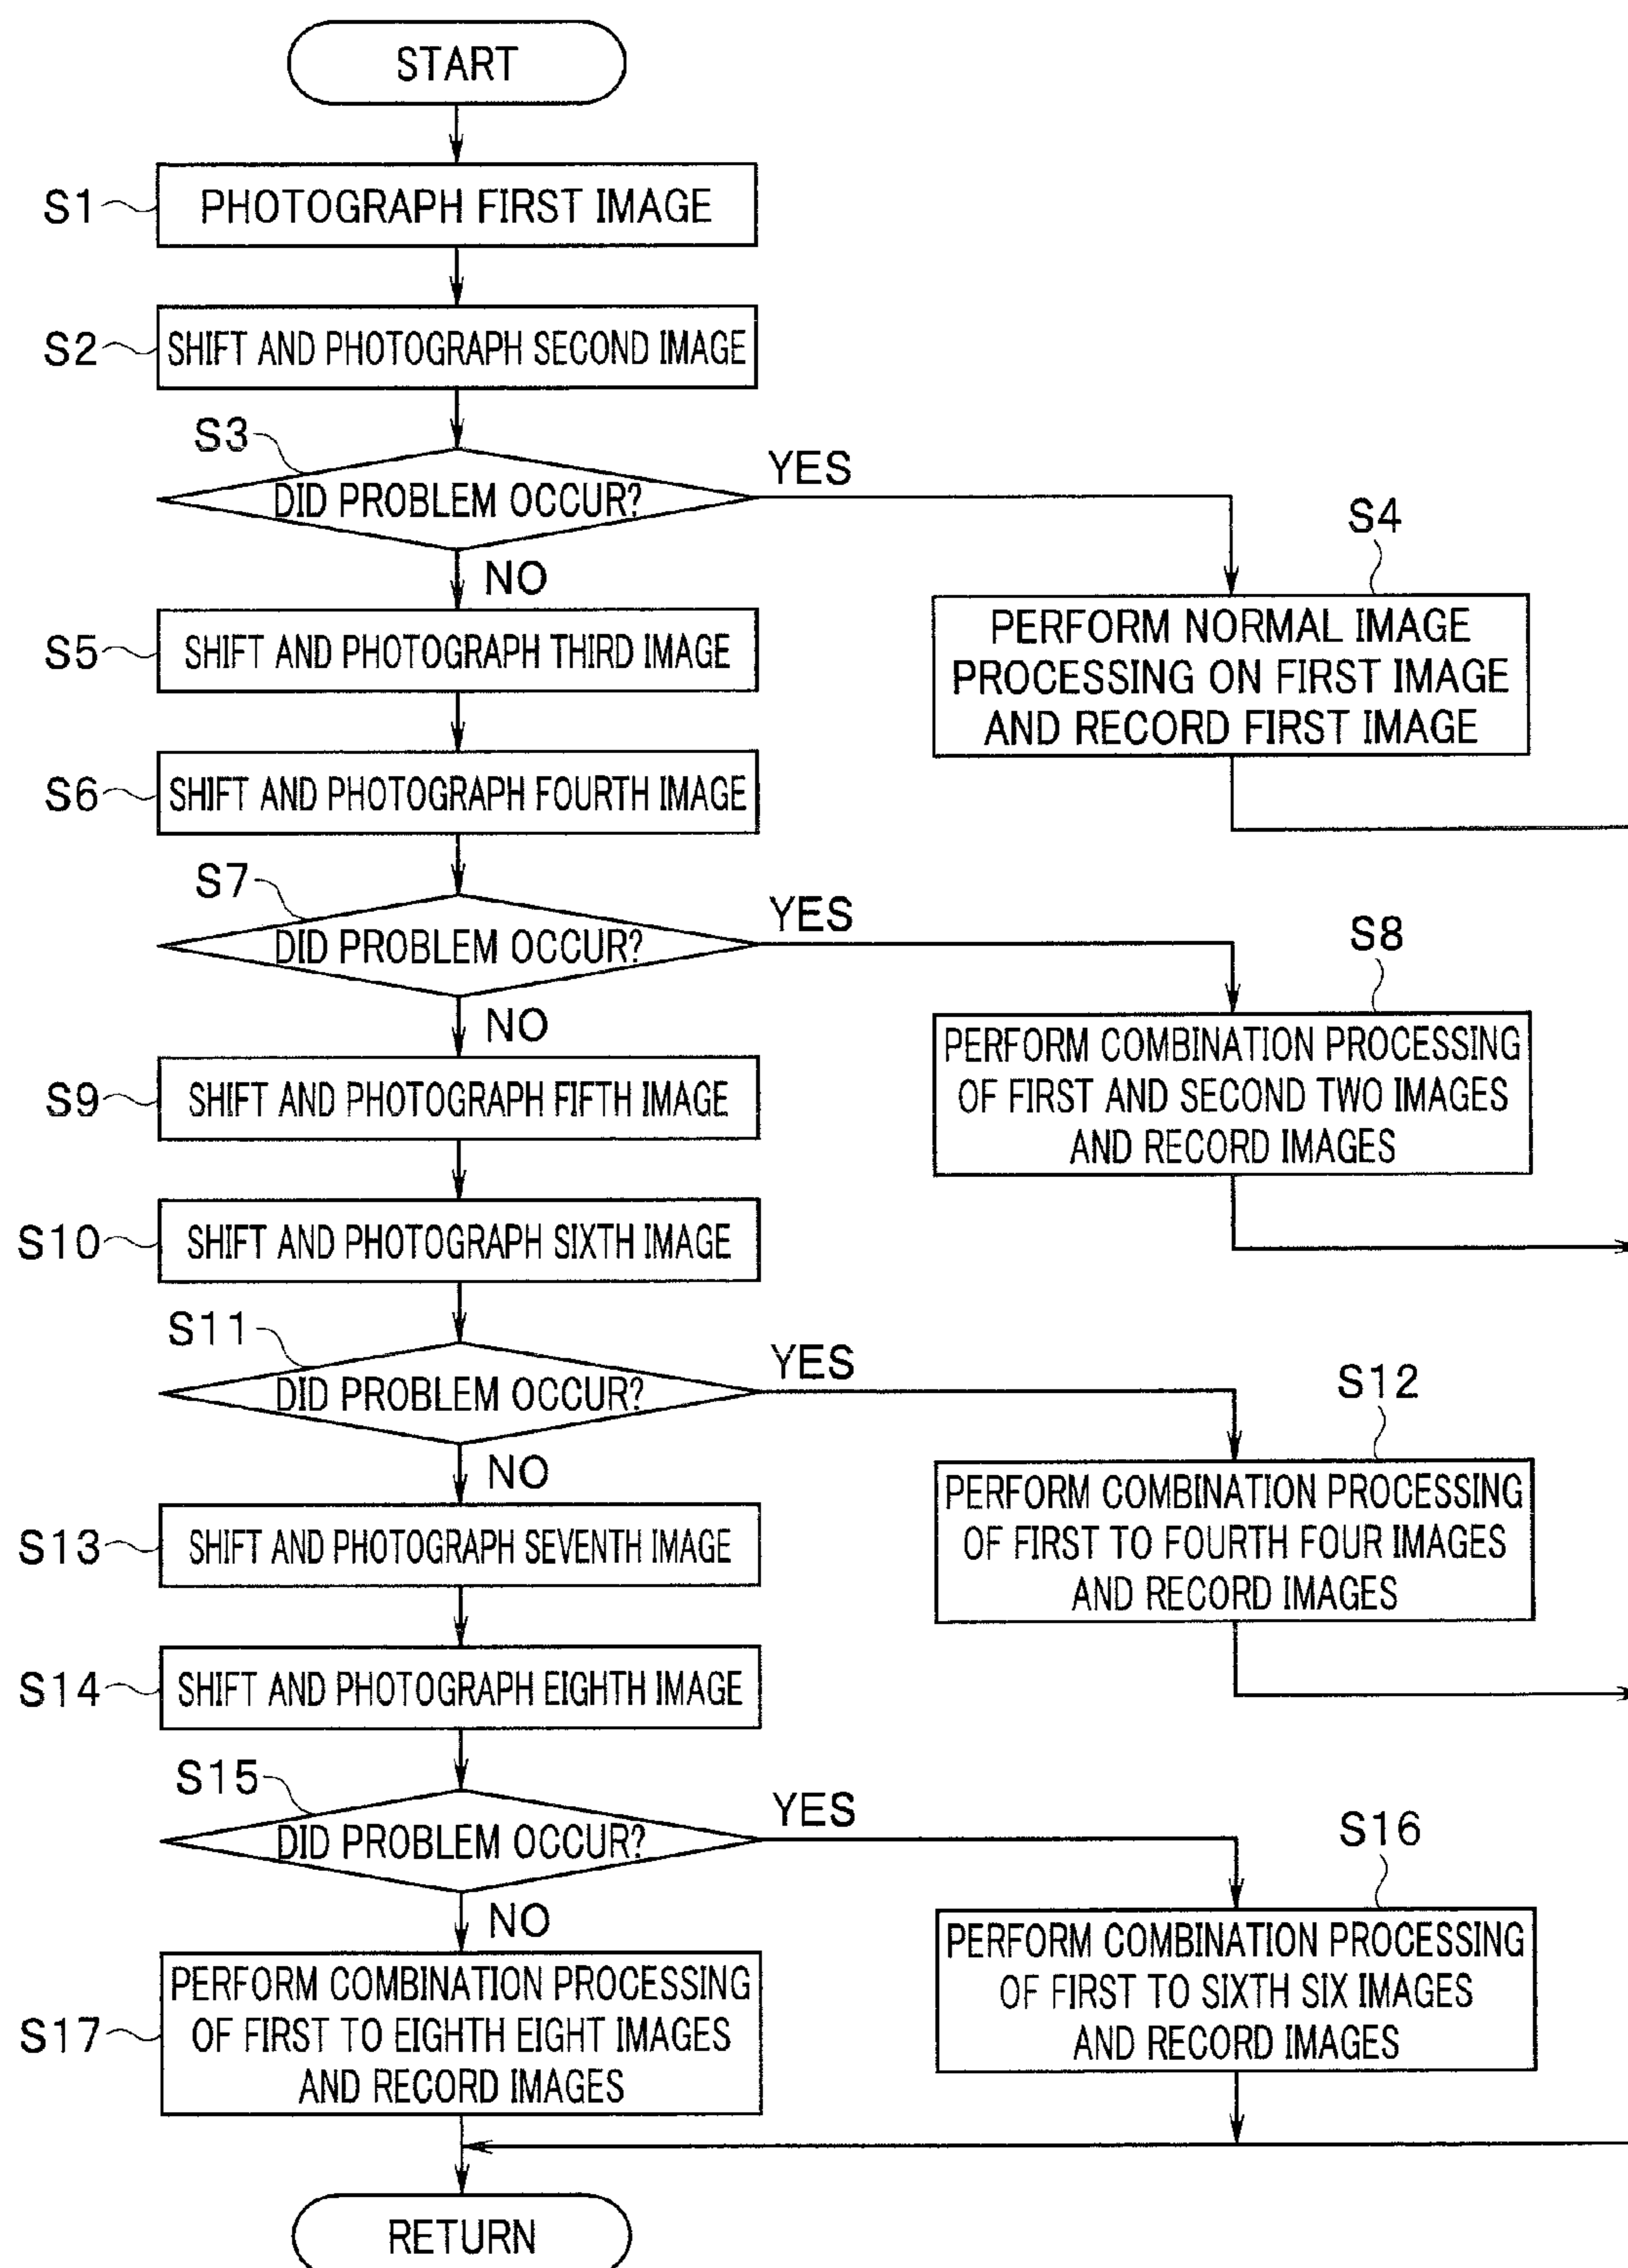 START
S1
PHOTOGRAPH FIRST IMAGE
S2
SHIFT AND PHOTOGRAPH SECOND IMAGE
S3
DID PROBLEM OCCUR?
YES
NO
S4
PERFORM NORMAL IMAGE
PROCESSING ON FIRST IMAGE
AND RECORD FIRST IMAGE
S5
SHIFT AND PHOTOGRAPH THIRD IMAGE
S6
SHIFT AND PHOTOGRAPH FOURTH IMAGE
S7
DID PROBLEM OCCUR?
YES
NO
S8
PERFORM COMBINATION PROCESSING
OF FIRST AND SECOND TWO IMAGES
AND RECORD IMAGES
S9
SHIFT AND PHOTOGRAPH FIFTH IMAGE
S10
SHIFT AND PHOTOGRAPH SIXTH IMAGE
S11
DID PROBLEM OCCUR?
YES
NO
S12
PERFORM COMBINATION PROCESSING
OF FIRST TO FOURTH FOUR IMAGES
AND RECORD IMAGES
S13
SHIFT AND PHOTOGRAPH SEVENTH IMAGE
S14
SHIFT AND PHOTOGRAPH EIGHTH IMAGE
S15
DID PROBLEM OCCUR?
YES
NO
S16
PERFORM COMBINATION PROCESSING
OF FIRST TO SIXTH SIX IMAGES
AND RECORD IMAGES
S17
PERFORM COMBINATION PROCESSING
OF FIRST TO EIGHTH EIGHT IMAGES
AND RECORD IMAGES
RETURN